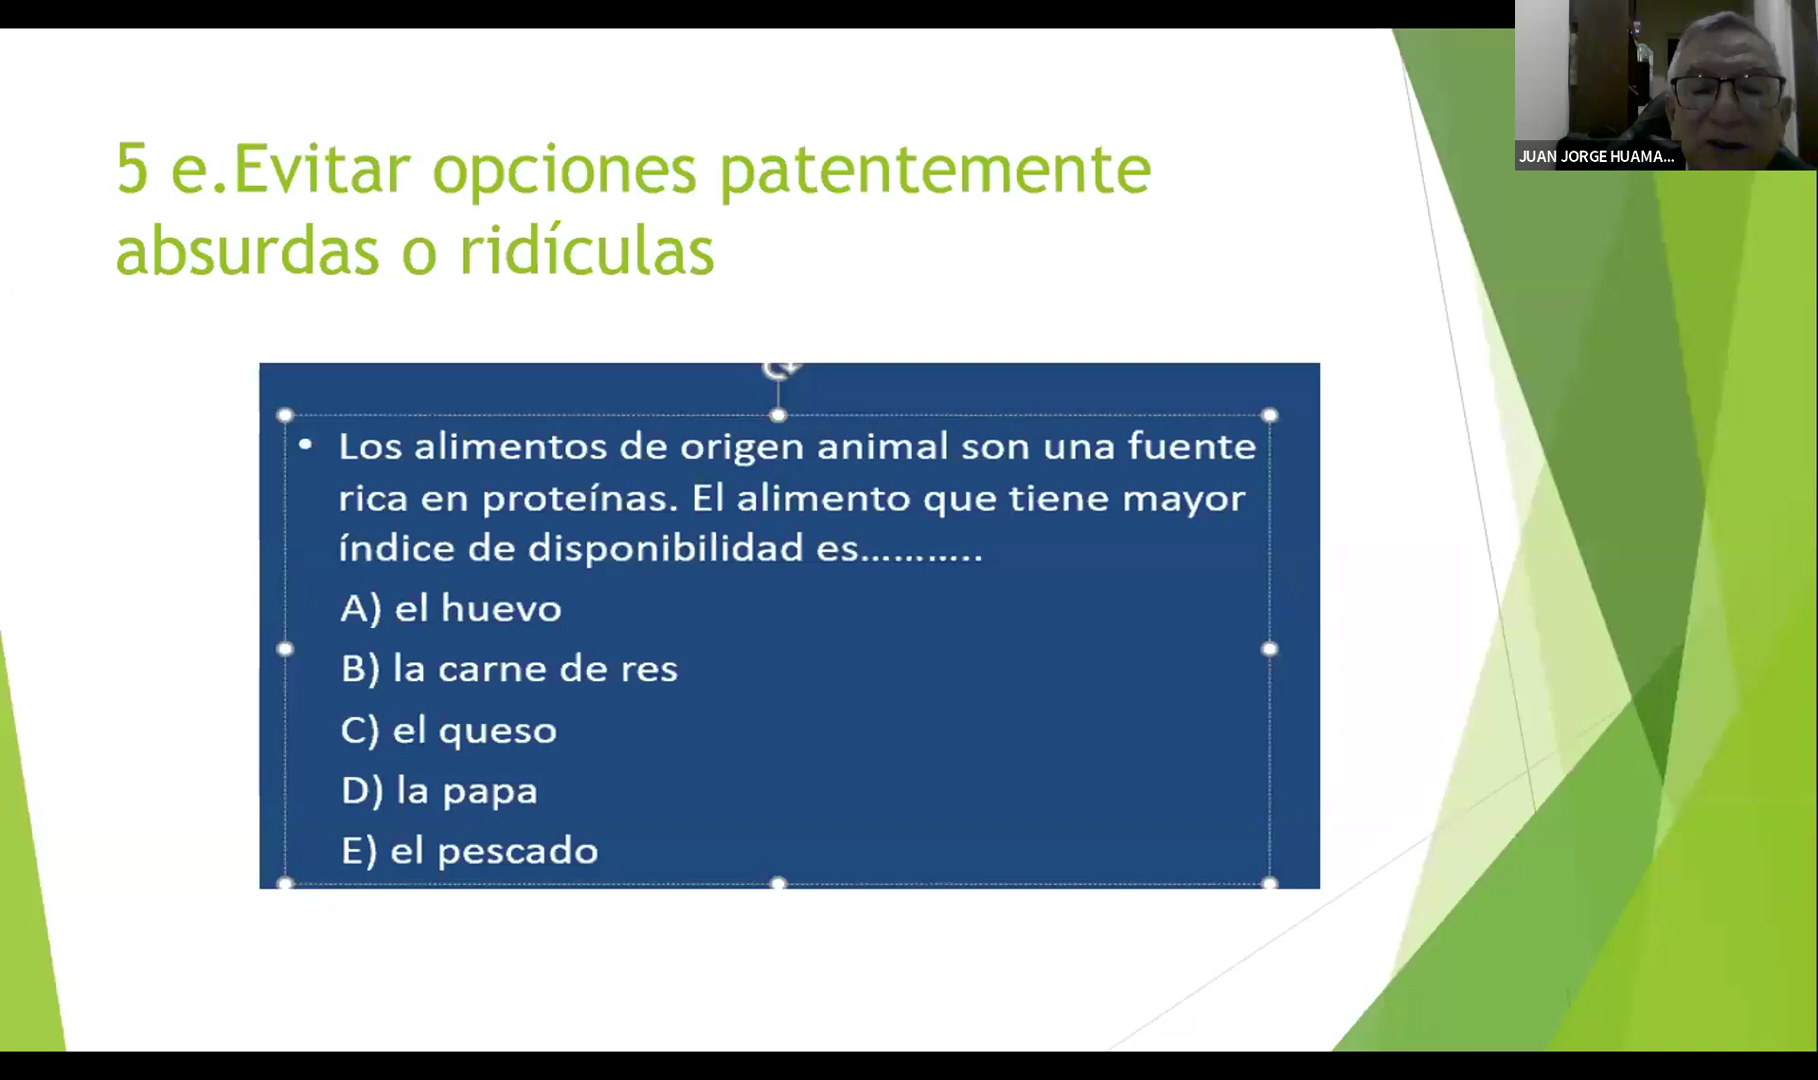 JUAN JORGE HUAMA...
5 e.Evitar opciones patentemente
absurdas o ridículas
• Los alimentos de origen animal son una fuente
rica en proteínas. El alimento que tiene mayor
índice de disponibilidad es...........
A) el huevo
B) la carne de res
C) el queso
D) la papa
E) el pescado